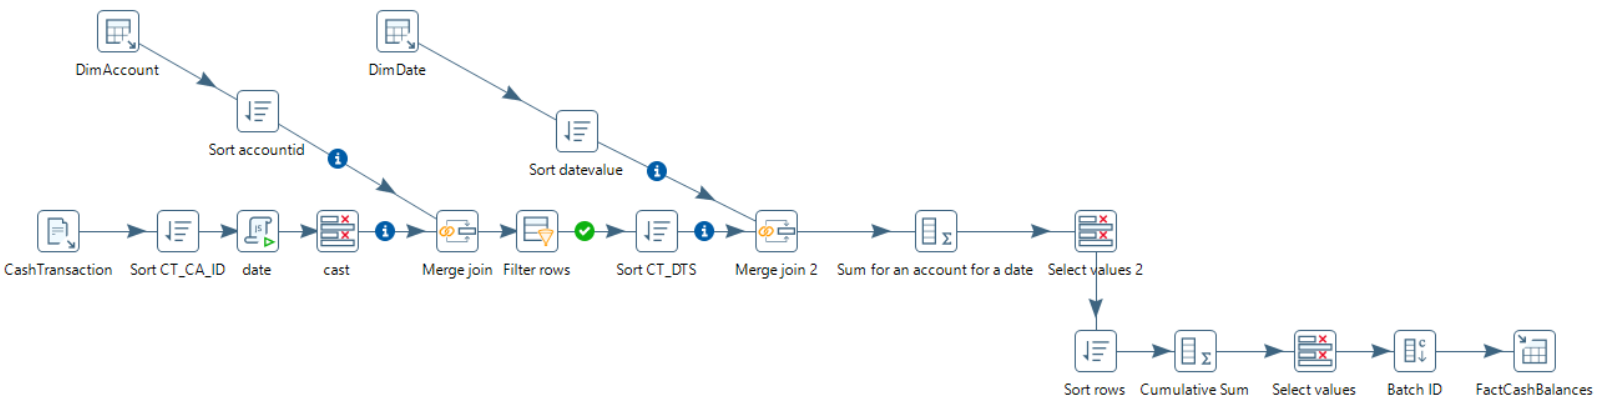 DimAccount
DimDate
Sort accountid
Sort datevalue
CashTransaction
Sort CT_CA_ID
date
cast
Merge join
Filter rows
Sort CT_DTS
Merge join 2
Sum for an account for a date
Select values 2
Sort rows
Cumulative Sum
Select values
Batch ID
FactCashBalances